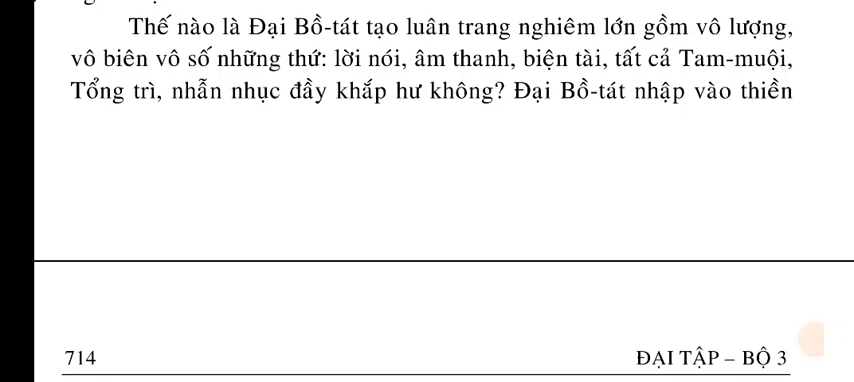 Thế nào là Đại Bồ-tát tạo luân trang nghiêm lớn gồm vô lượng,
vô biên vô số những thứ: lời nói, âm thanh, biện tài, tất cả Tam-muội,
Tổng trì, nhẫn nhục đầy khắp hư không? Đại Bồ-tát nhập vào thiền
714 ĐẠI TẬP – BỘ 3